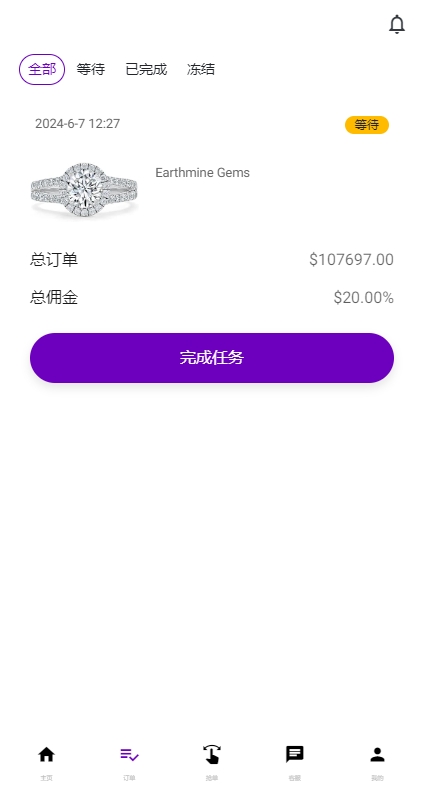 全部 等待 已完成 冻结
2024-6-7 12:27 等待
Earthmine Gems
总订单 $107697.00
总佣金 $20.00%
完成任务
主页 订单 抢单 客服 我的